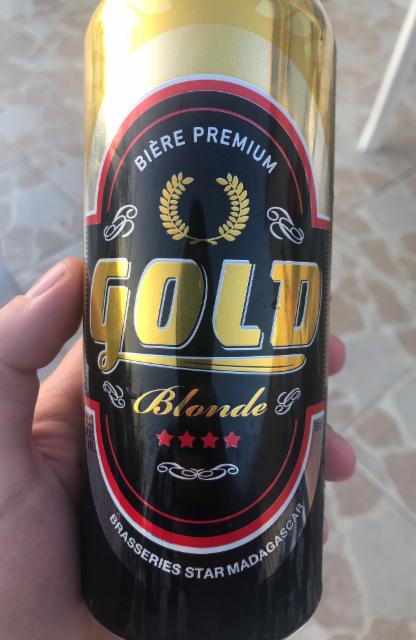 BIÈRE PREMIUM
GOLD
Blonde
BRASSERIES STAR MADAGASCAR